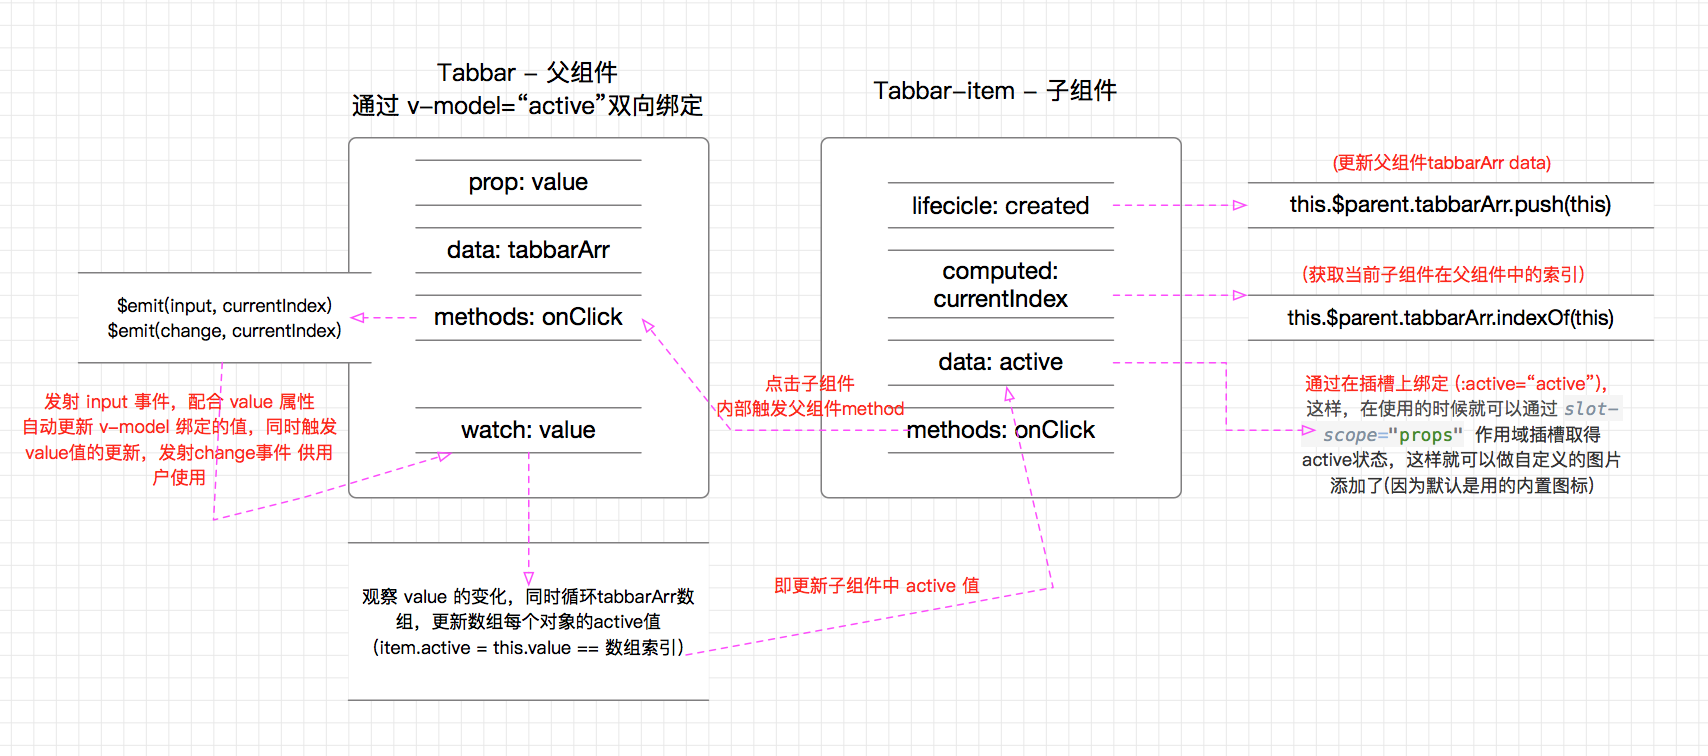 Tabbar - 父组件
通过 v-model=“active”双向绑定
prop: value
data: tabbarArr
methods: onClick
watch: value
$emit(input, currentIndex)
$emit(change, currentIndex)
发射 input 事件，配合 value 属性
自动更新 v-model 绑定的值，同时触发
value值的更新，发射change事件 供用
户使用
观察 value 的变化，同时循环tabbarArr数
组，更新数组每个对象的active值
（item.active = this.value == 数组索引）
Tabbar-item - 子组件
lifecicle: created
computed:
currentIndex
data: active
methods: onClick
点击子组件
内部触发父组件method
即更新子组件中 active 值
(更新父组件tabbarArr data)
this.$parent.tabbarArr.push(this)
(获取当前子组件在父组件中的索引)
this.$parent.tabbarArr.indexOf(this)
通过在插槽上绑定 (:active=“active”)，
这样，在使用的时候就可以通过 slot-
scope="props" 作用域插槽取得
active状态，这样就可以做自定义的图片
添加了(因为默认是用的内置图标)